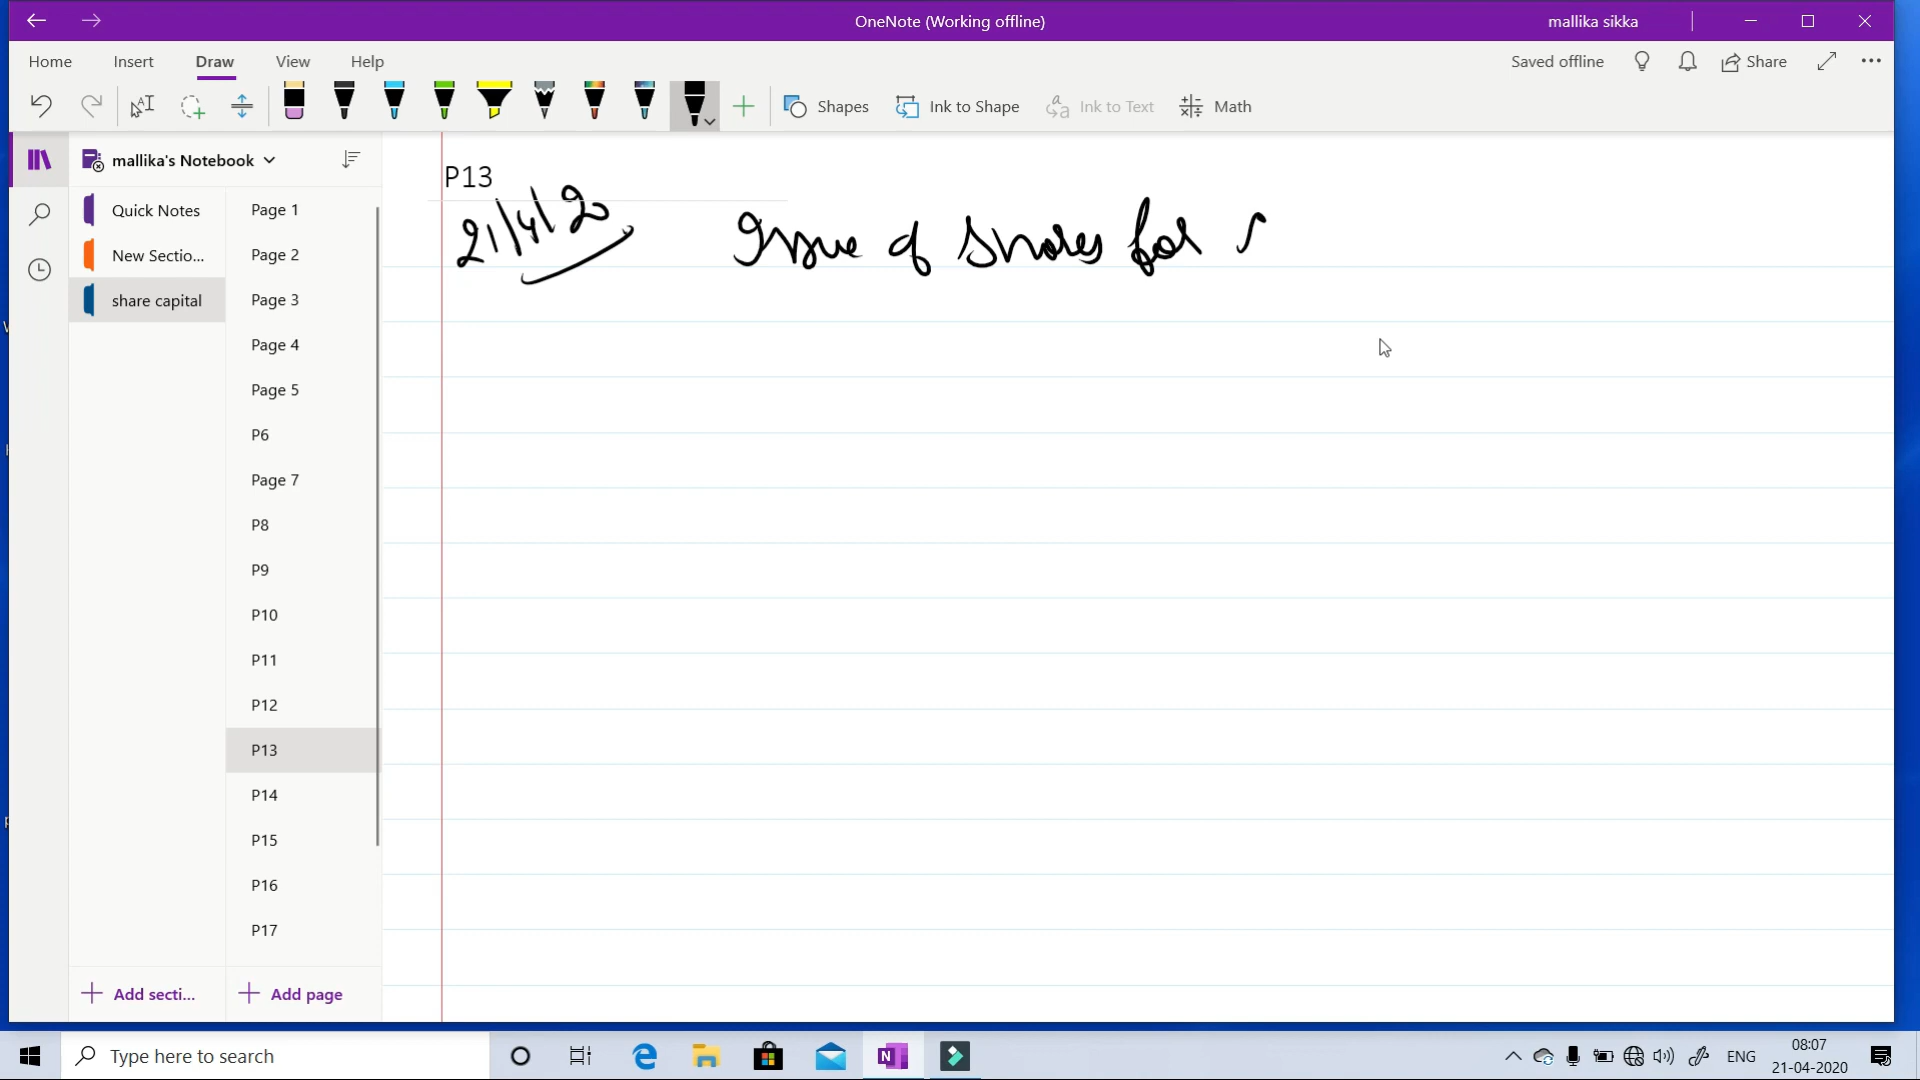 OneNote (Working offline)
mallika sikka
Home Insert Draw View Help
Saved offline
Share
Shapes
Ink to Shape
Ink to Text
Math
mallika's Notebook
Quick Notes
New Sectio...
share capital
Add secti...
Page 1
Page 2
Page 3
Page 4
Page 5
P6
Page 7
P8
P9
P10
P11
P12
P13
P14
P15
P16
P17
Add page
P13
21/4/20
Issue of Shares for
Type here to search
ENG
08:07
21-04-2020